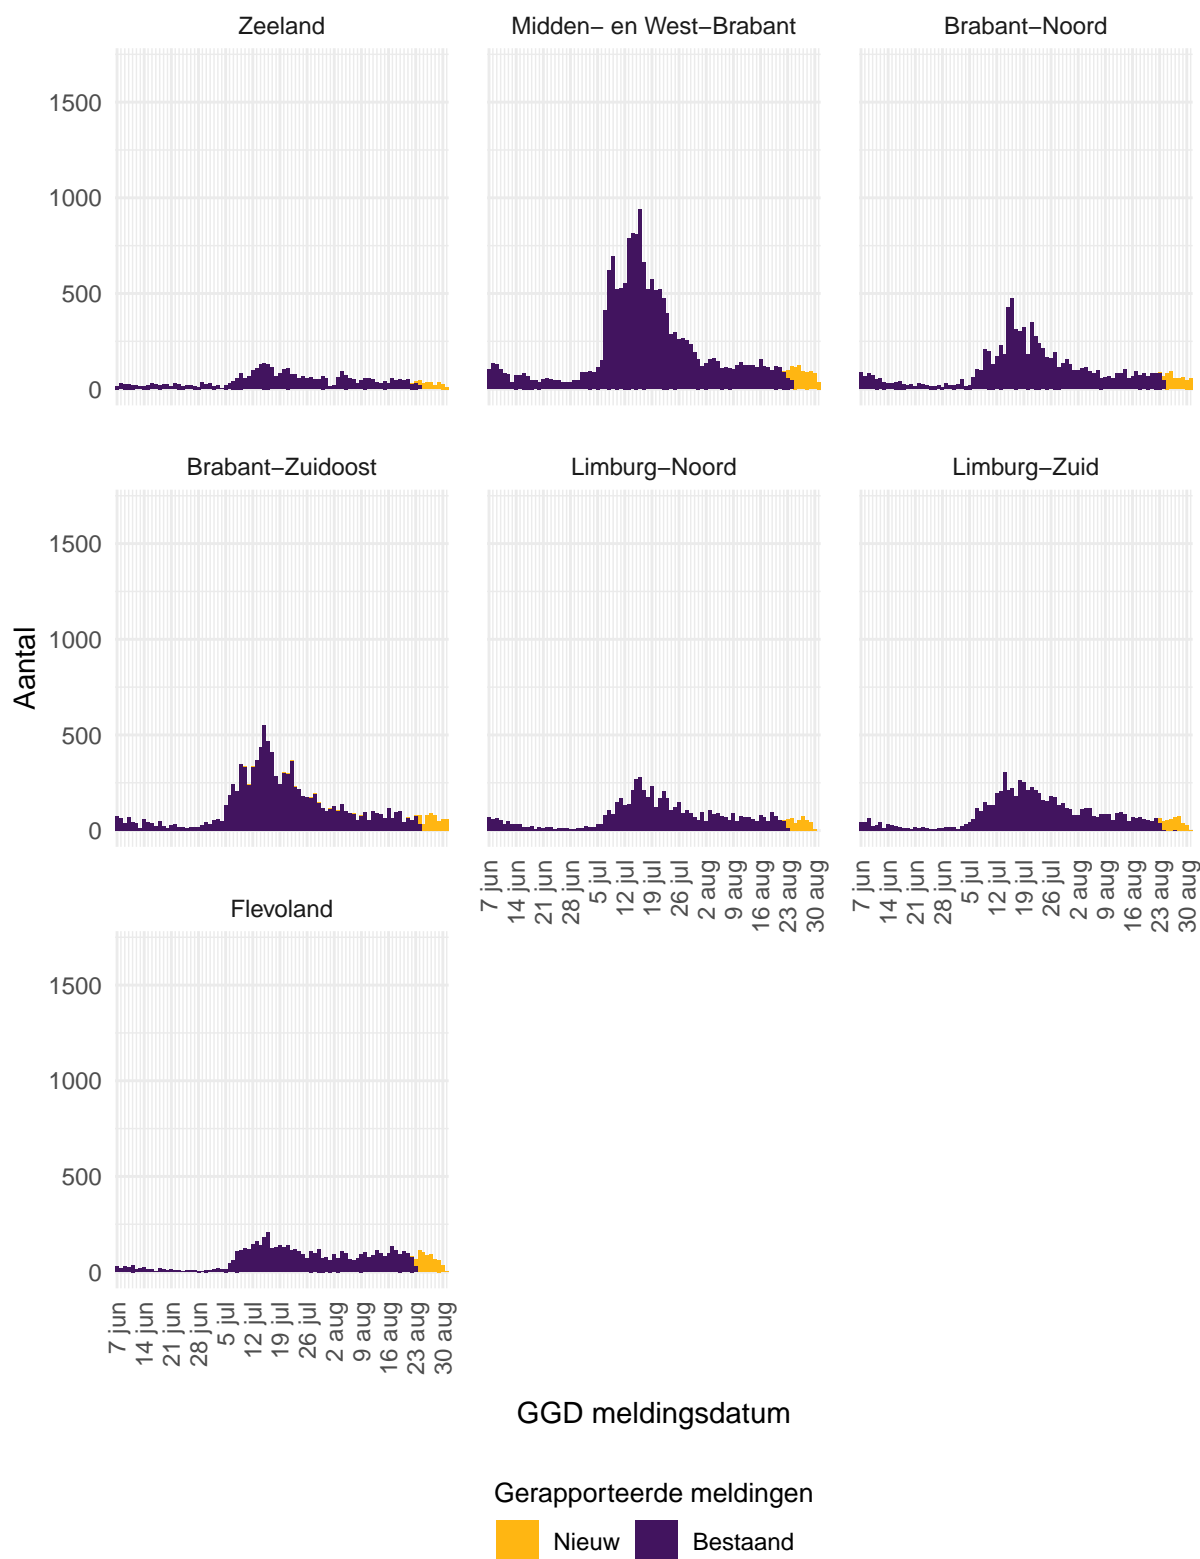 Zeeland
Midden− en West−Brabant
Brabant−Noord
1500
1000
500
0
Brabant−Zuidoost
Limburg−Noord
Limburg−Zuid
1500
1000
500
0
Aantal
7 jun
14 jun
21 jun
28 jun
5 jul
12 jul
19 jul
26 jul
2 aug
9 aug
16 aug
23 aug
30 aug
7 jun
14 jun
21 jun
28 jun
5 jul
12 jul
19 jul
26 jul
2 aug
9 aug
16 aug
23 aug
30 aug
Flevoland
1500
1000
500
0
7 jun
14 jun
21 jun
28 jun
5 jul
12 jul
19 jul
26 jul
2 aug
9 aug
16 aug
23 aug
30 aug
GGD meldingsdatum
Gerapporteerde meldingen
Nieuw Bestaand